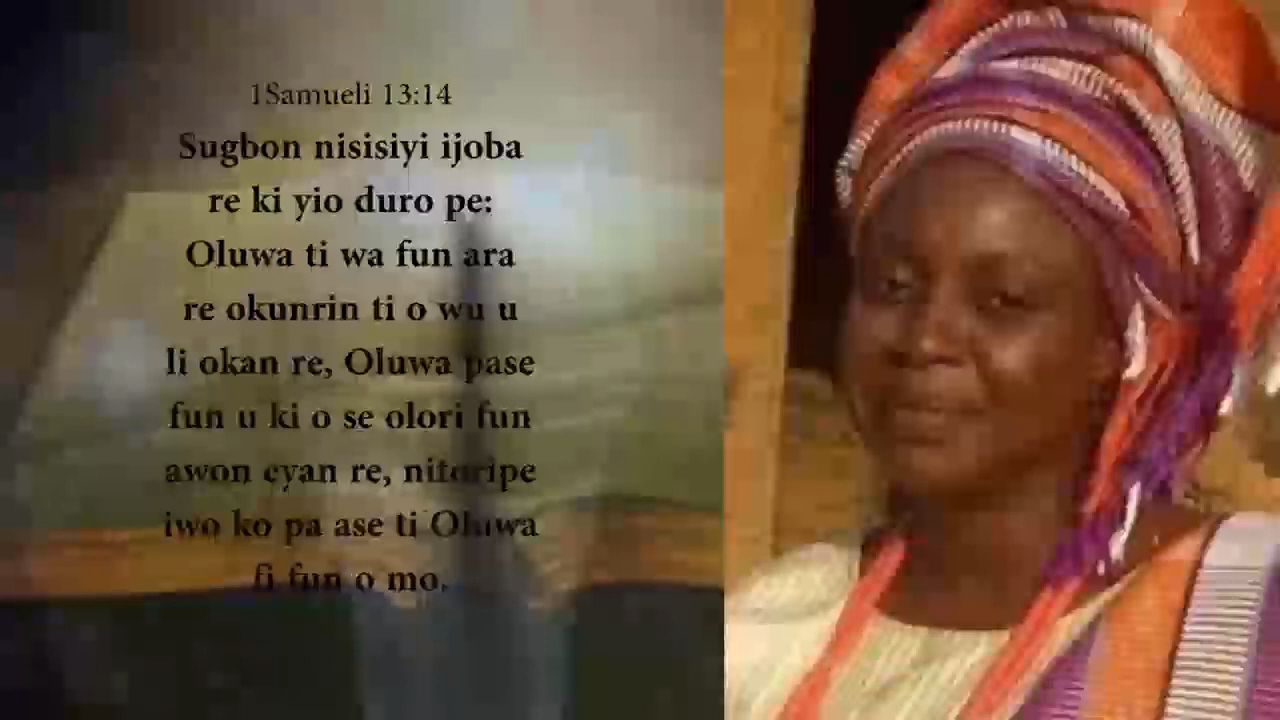 1Samueli 13:14
Sugbon nisisiyi ijoba
re ki yio duro pe:
Oluwa ti wa fun ara
re okunrin ti o wu u
li okan re, Oluwa pase
fun u ki o se olori fun
awon eyan re, nitoripe
iwo ko pa ase ti Oluwa
fi fun o mo.